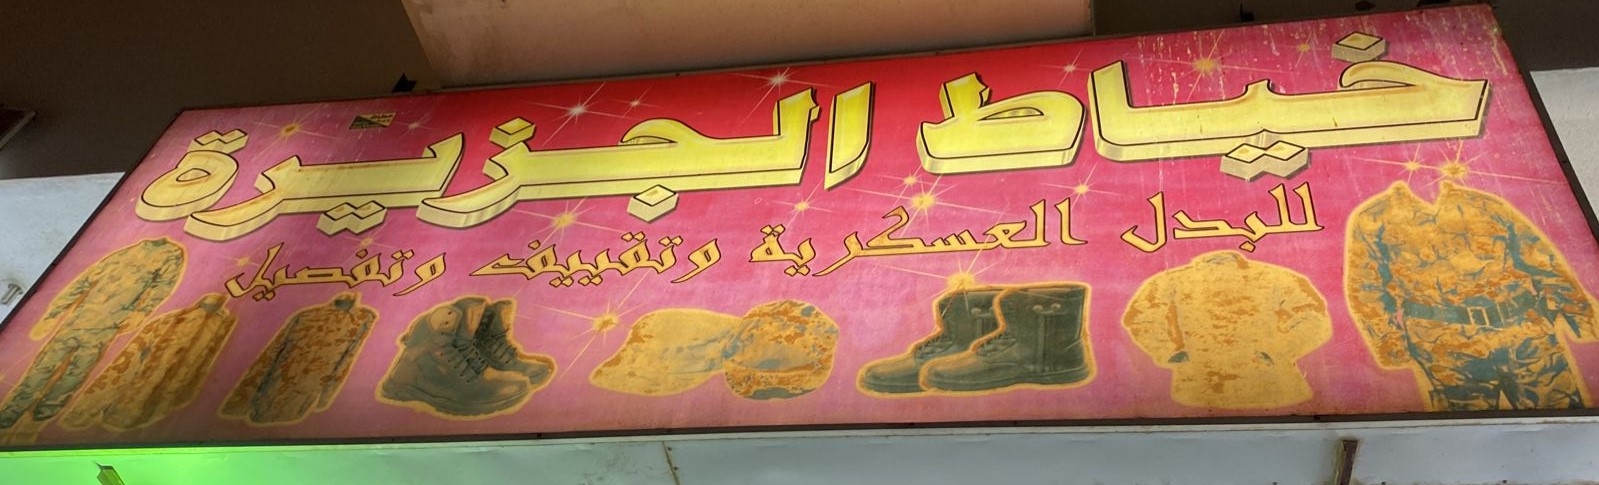 خياط الجزيرة
للبدل العسكرية وتقييف وتفصيل